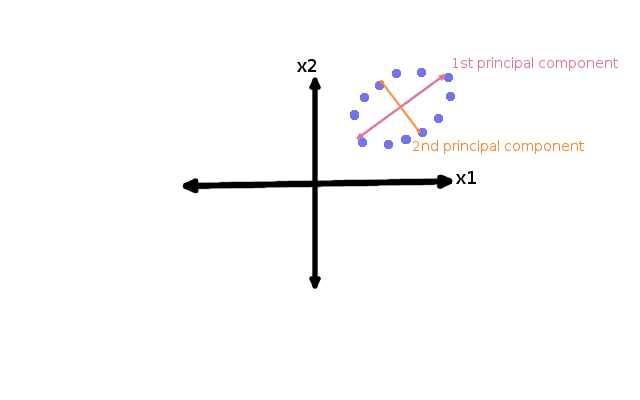 x2
1st principal component
2nd principal component
x1